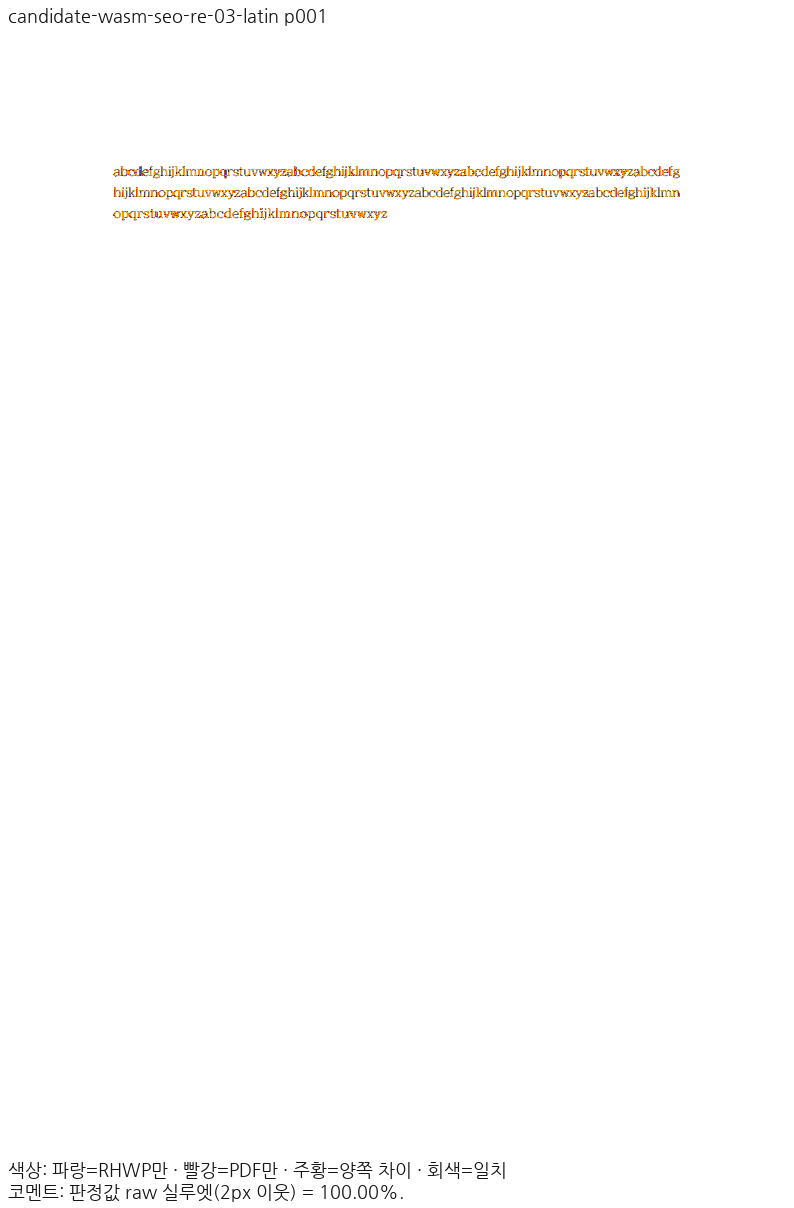 candidate-wasm-seo-re-03-latin p001
abcdefghijklmnopqrstuvwxyzabcdefghijklmnopqrstuvwxyzabcdefghijklmnopqrstuvwxyzabcdefg
hijklmnopqrstuvwxyzabcdefghijklmnopqrstuvwxyzabcdefghijklmnopqrstuvwxyzabcdefghijklmn
opqrstuvwxyzabcdefghijklmnopqrstuvwxyz
색상: 파랑=RHWP만 · 빨강=PDF만 · 주황=양쪽 차이 · 회색=일치
코멘트: 판정값 raw 실루엣(2px 이웃) = 100.00%.